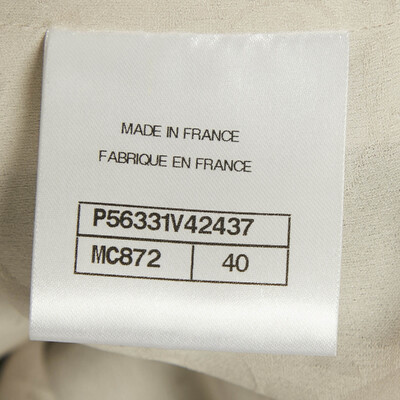 MADE IN FRANCE
FABRIQUE EN FRANCE
P56331V42437
MC872 40